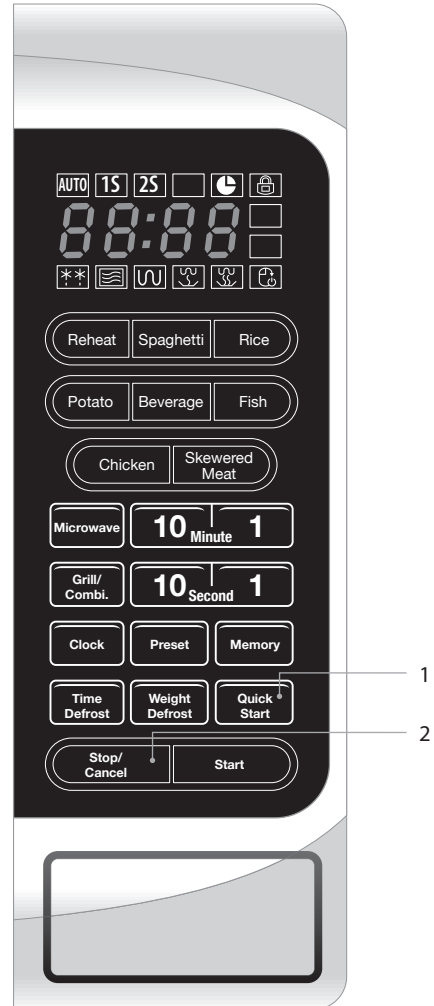 AUTO 1S 2S
88:88
Reheat Spaghetti Rice
Potato Beverage Fish
Chicken Skewered
Meat
Microwave 10 Minute 1
Grill/
Combi. 10 Second 1
Clock Preset Memory
Time
Defrost Weight
Defrost Quick
Start
1
Stop/
Cancel Start
2